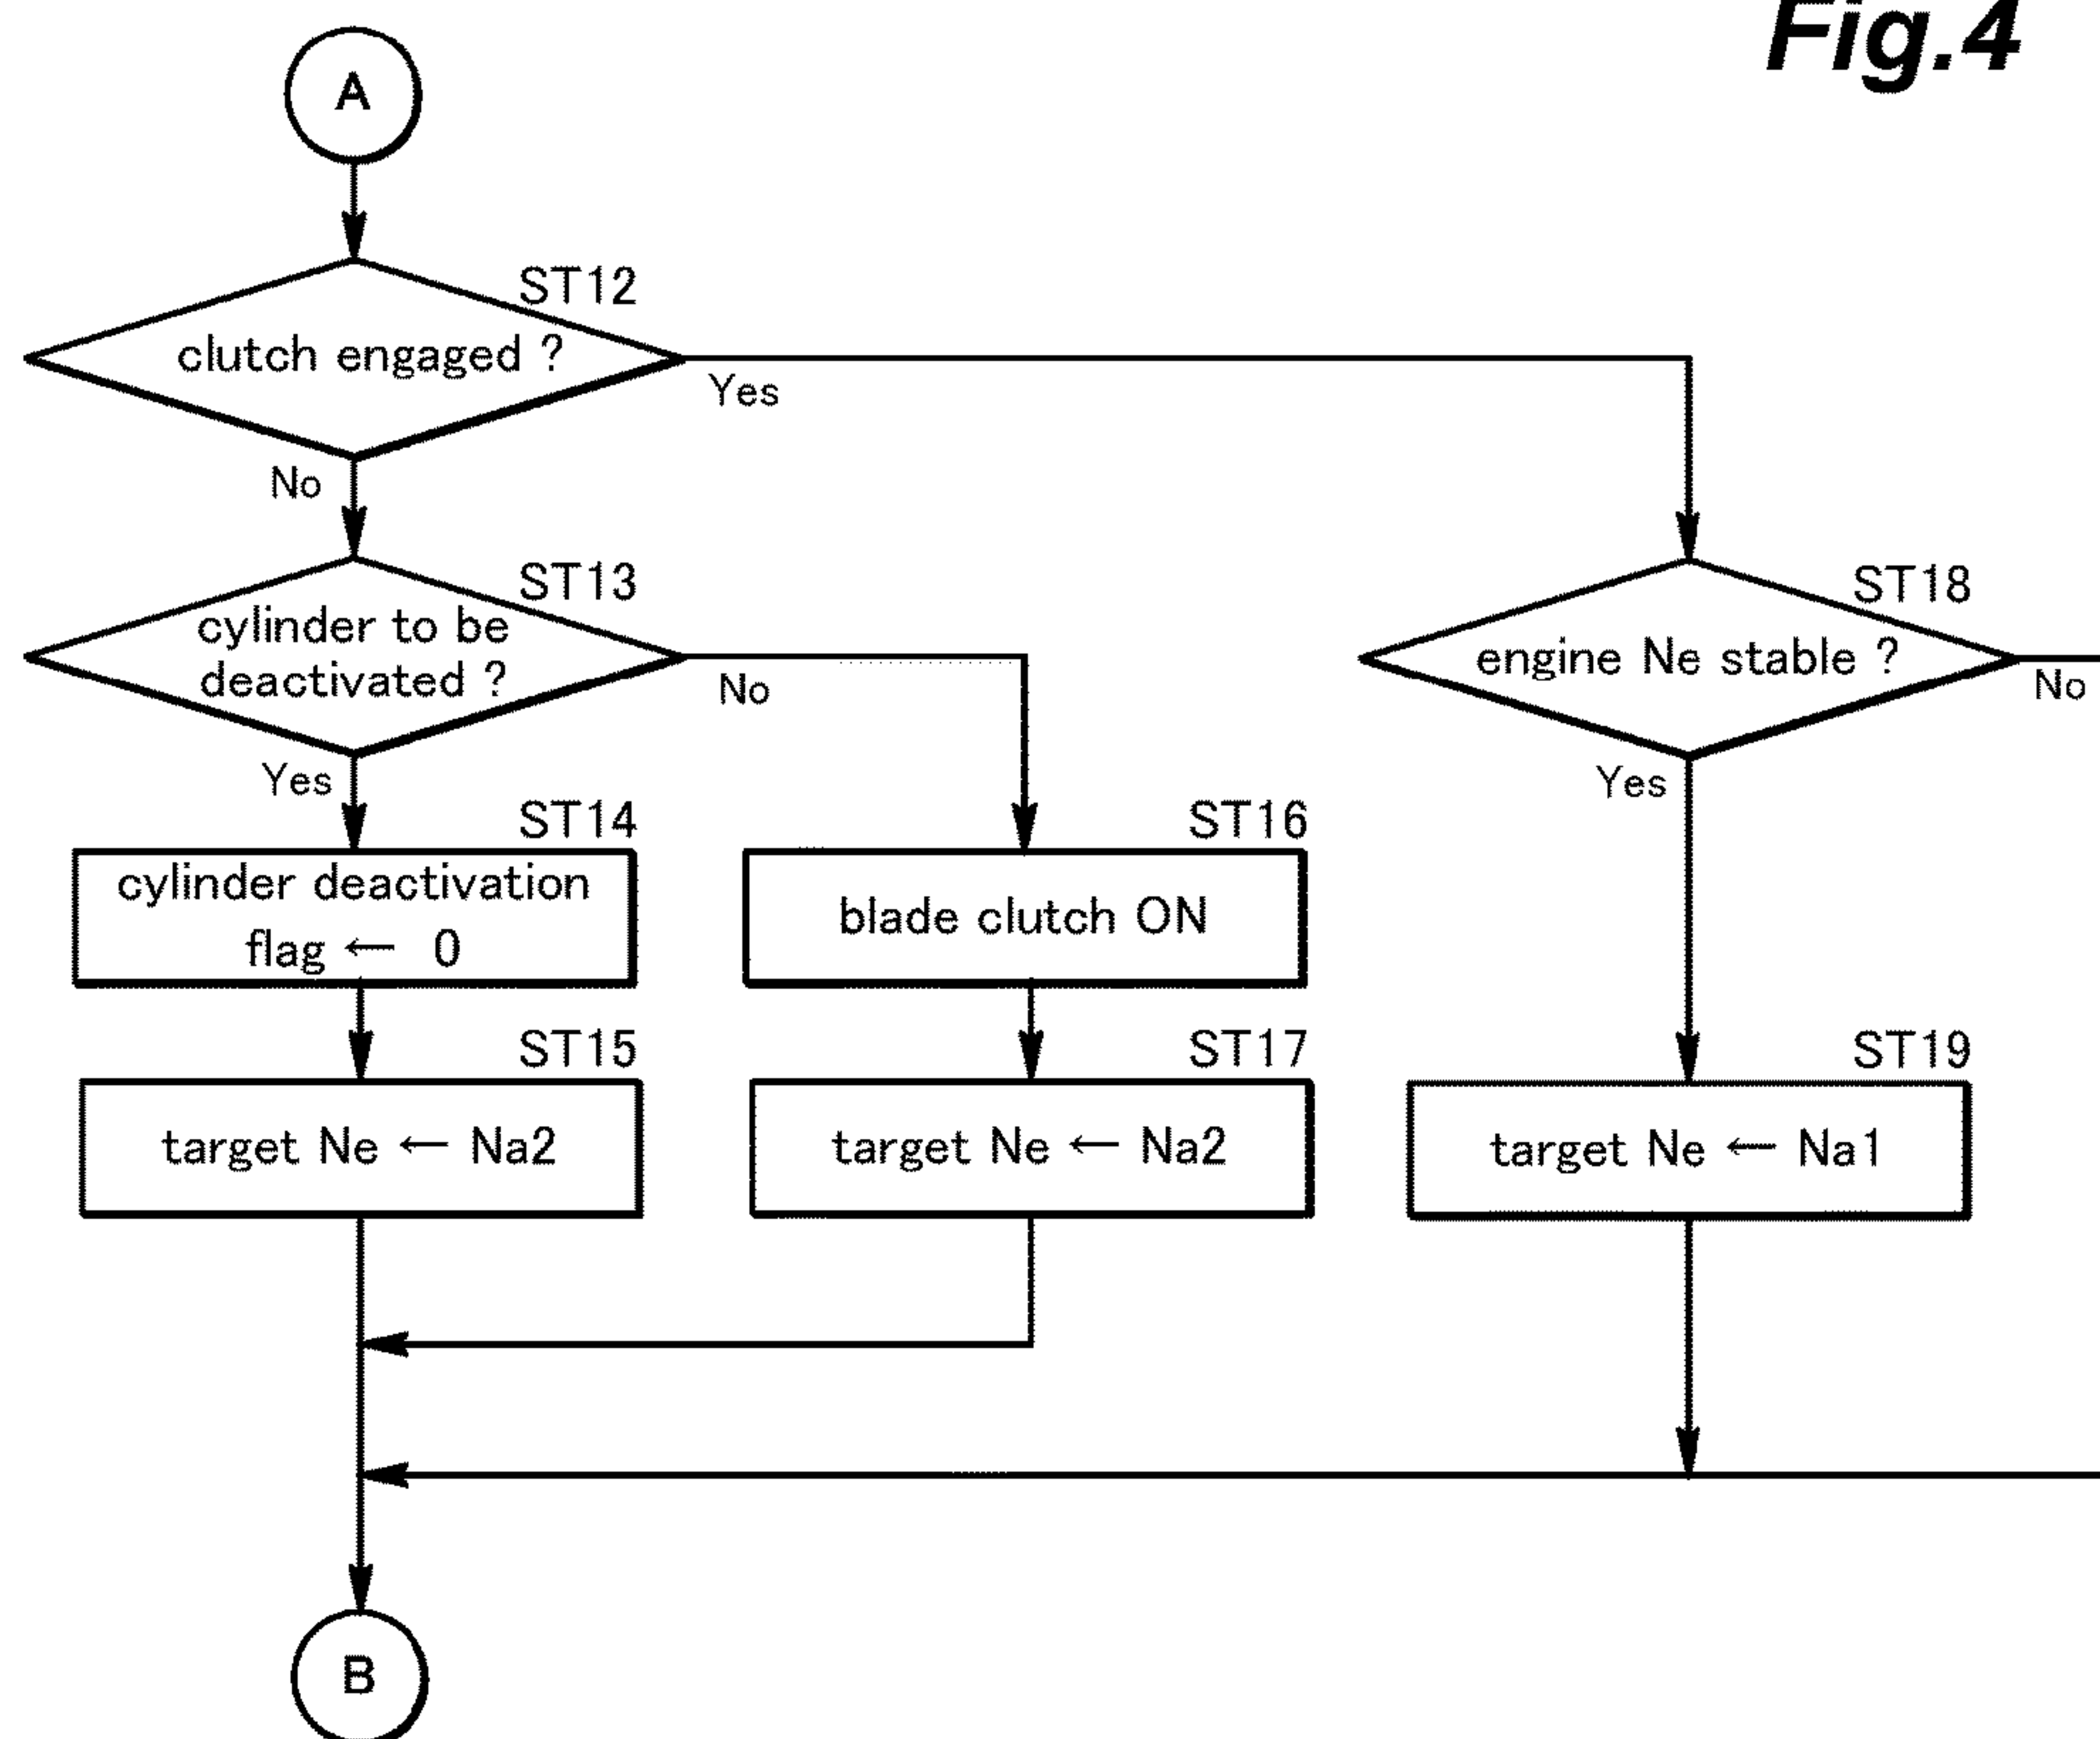 Fig.4
A
ST12
clutch engaged ?
Yes
No
ST13
cylinder to be
deactivated ?
No
Yes
ST18
engine Ne stable ?
No
Yes
ST14
cylinder deactivation
flag ← 0
ST16
blade clutch ON
ST15
target Ne ← Na2
ST17
target Ne ← Na2
ST19
target Ne ← Na1
B